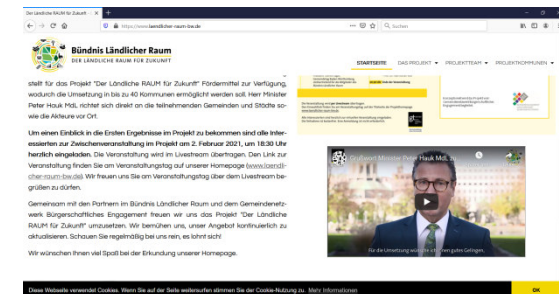 Der Ländliche RAUM für Zukunft
https://www.laendlicher-raum-bw.de
Suchen
Bündnis Ländlicher Raum
DER LÄNDLICHE RAUM FÜR ZUKUNFT
STARTSEITE DAS PROJEKT PROJEKTTEAM PROJEKTKOMMUNEN
stellt für das Projekt "Der Ländliche RAUM für Zukunft" Fördermittel zur Verfügung,
wodurch die Umsetzung in bis zu 40 Kommunen ermöglicht werden soll. Herr Minister
Peter Hauk MdL richtet sich direkt an die teilnehmenden Gemeinden und Städte so-
wie die Akteure vor Ort.
Um einen Einblick in die Ersten Ergebnisse im Projekt zu bekommen sind alle Inter-
essierten zur Zwischenveranstaltung im Projekt am 2. Februar 2021, um 18:30 Uhr
herzlich eingeladen. Die Veranstaltung wird im Livestream übertragen. Den Link zur
Veranstaltung finden Sie am Veranstaltungstag auf unserer Homepage (www.laendli-
cher-raum-bw.de). Wir freuen uns Sie am Veranstaltungstag über dem Livestream be-
grüßen zu dürfen.
Gemeinsam mit den Partnern im Bündnis Ländlicher Raum und dem Gemeindenetz-
werk Bürgerschaftliches Engagement freuen wir uns das Projekt "Der Ländliche
RAUM für Zukunft" umzusetzen. Wir bemühen uns, unser Angebot kontinuierlich zu
aktualisieren. Schauen Sie regelmäßig bei uns rein, es lohnt sich!
Wir wünschen Ihnen viel Spaß bei der Erkundung unserer Homepage.
Grußwort Minister Peter Hauk MdL zu
Für die Umsetzung wünsche ich Ihnen gutes Gelingen.
Diese Webseite verwendet Cookies. Wenn Sie auf der Seite weitersurfen stimmen Sie der Cookie-Nutzung zu. Mehr Informationen
OK